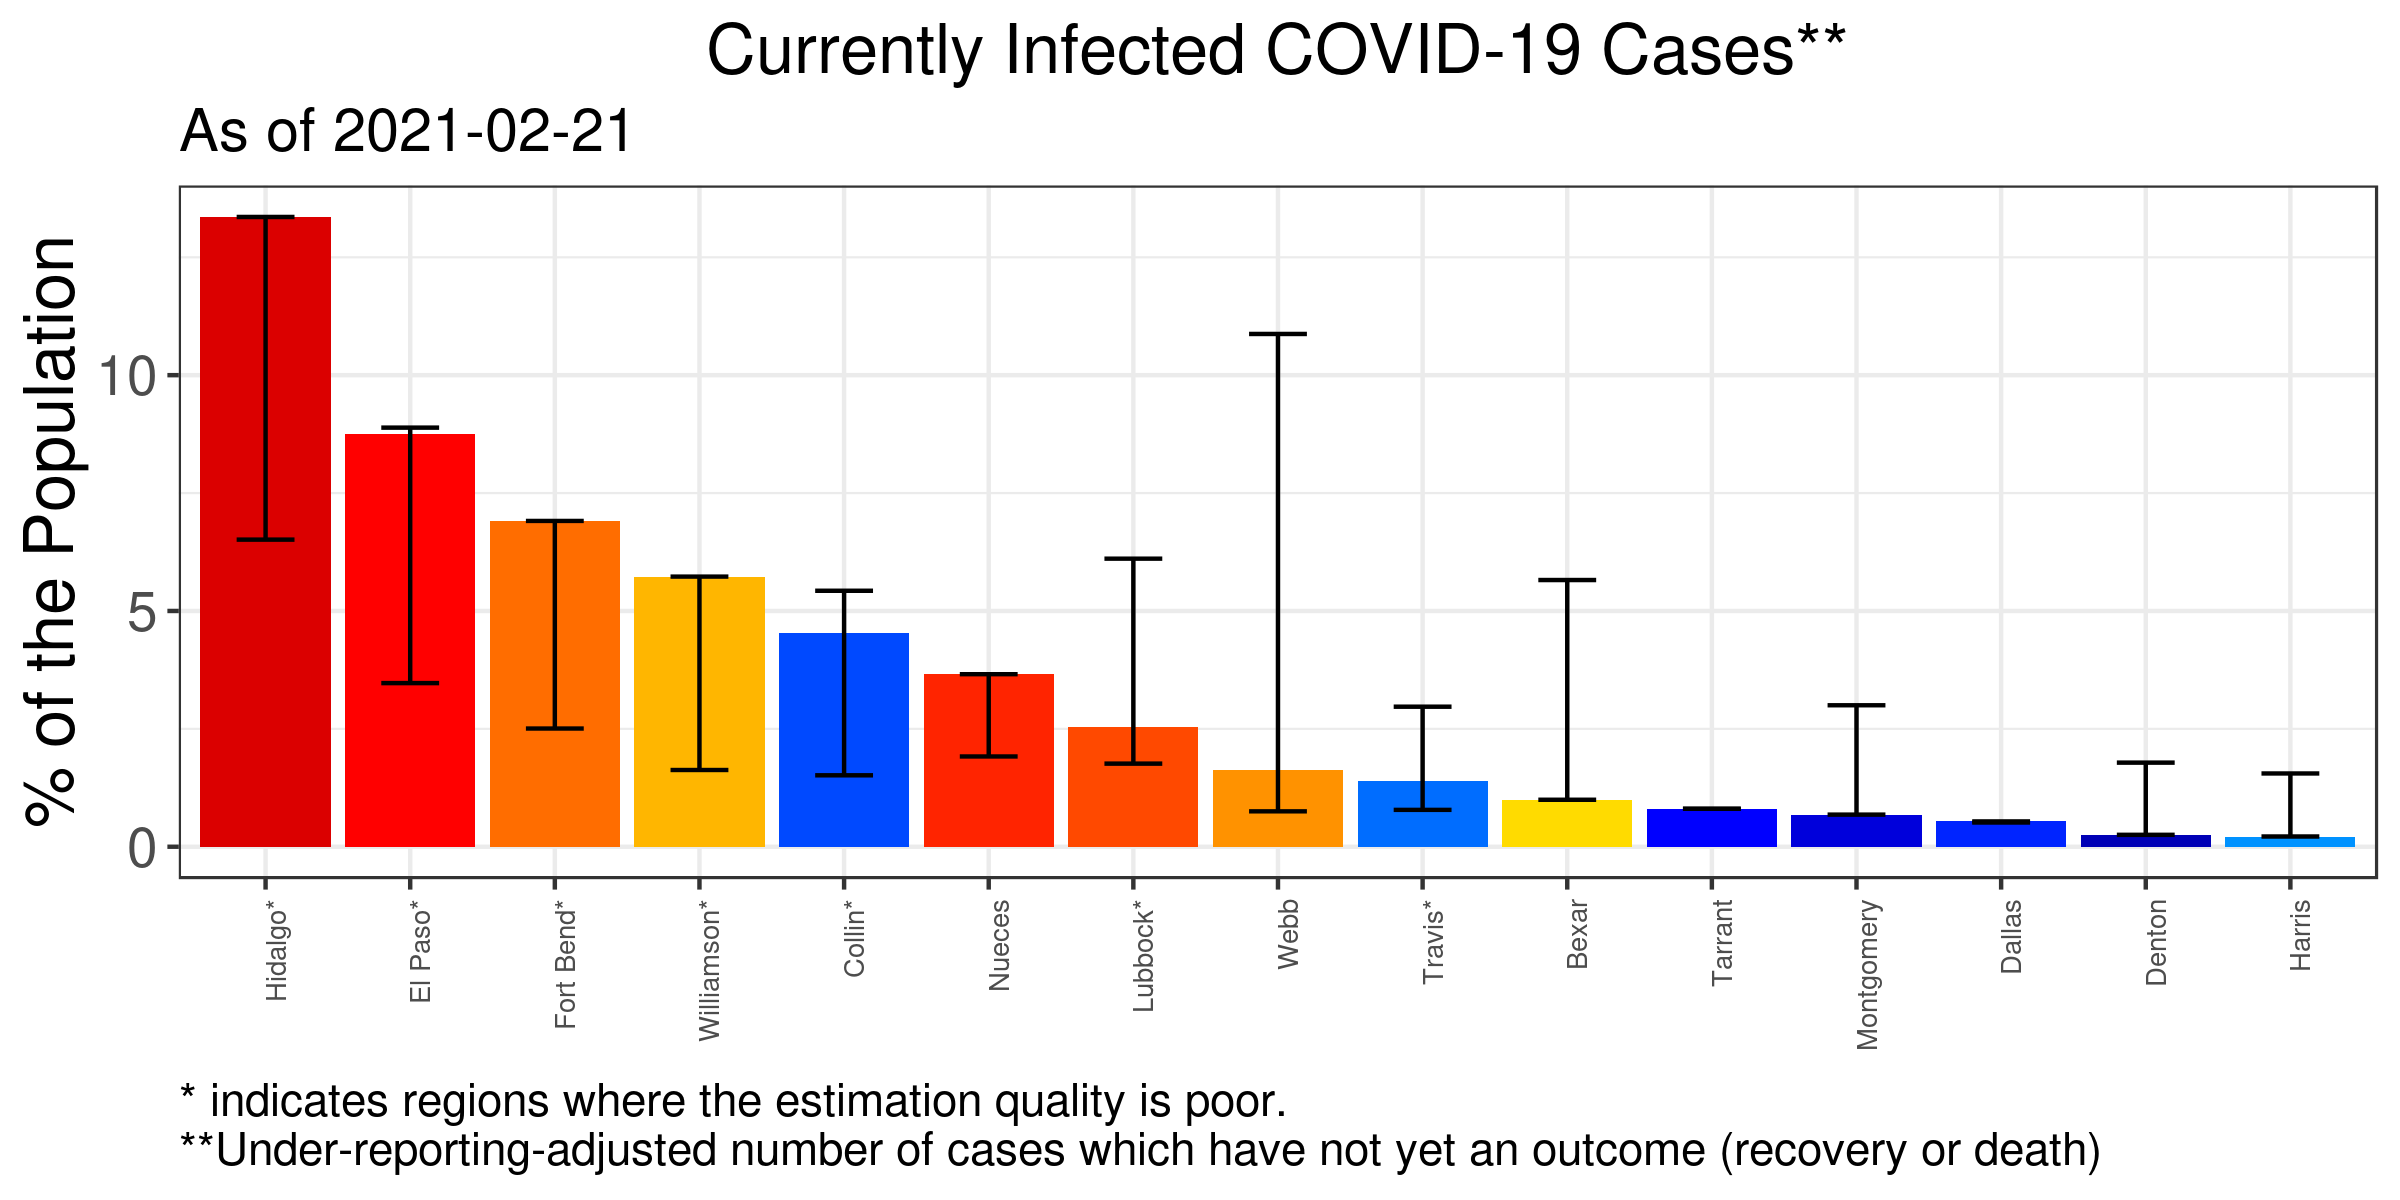 Currently Infected COVID-19 Cases**
As of 2021-02-21
% of the Population
10
5
0
Hidalgo*
El Paso*
Fort Bend*
Williamson*
Collin*
Nueces
Lubbock*
Webb
Travis*
Bexar
Tarrant
Montgomery
Dallas
Denton
Harris
* indicates regions where the estimation quality is poor.
**Under-reporting-adjusted number of cases which have not yet an outcome (recovery or death)